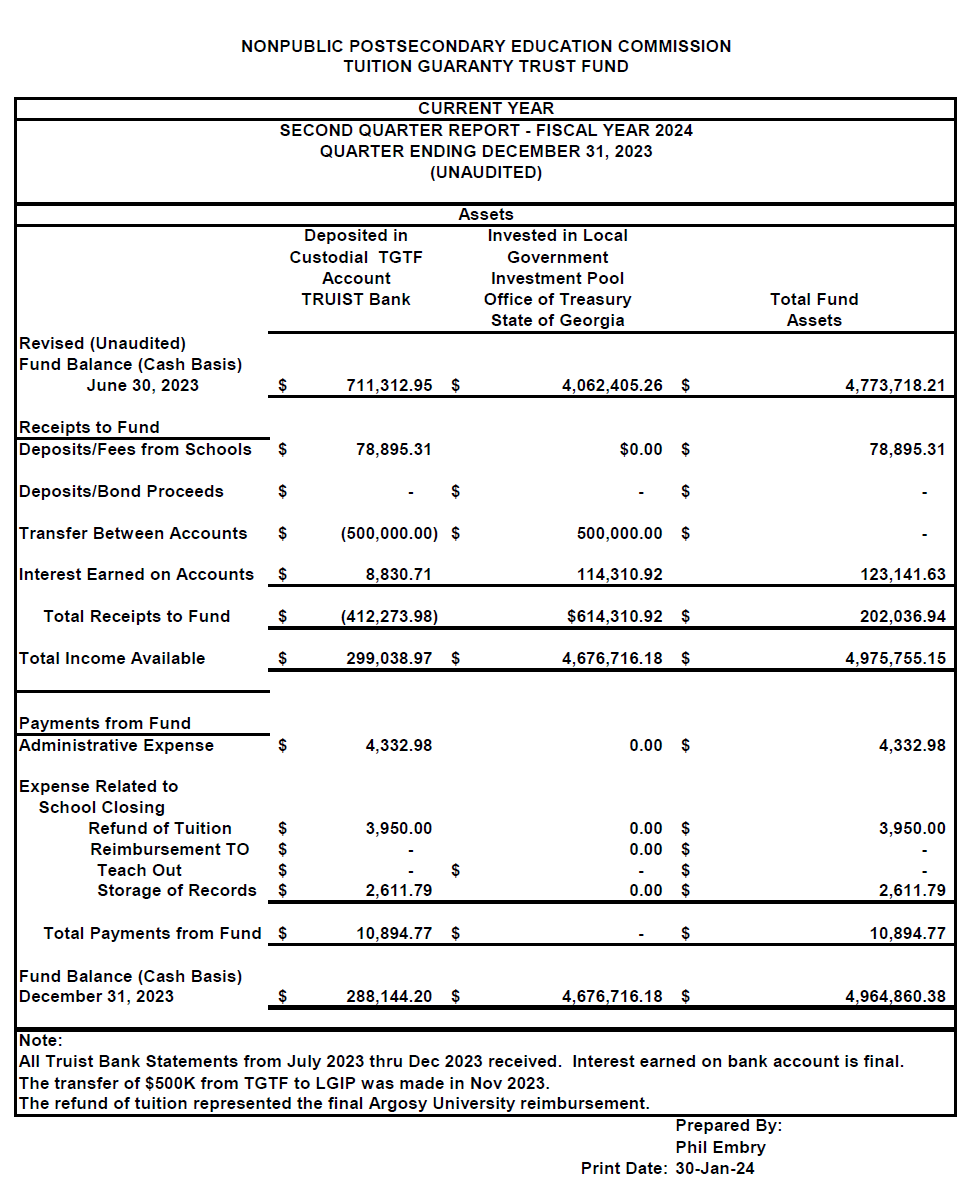 NONPUBLIC POSTSECONDARY EDUCATION COMMISSION
TUITION GUARANTY TRUST FUND
CURRENT YEAR
SECOND QUARTER REPORT - FISCAL YEAR 2024
QUARTER ENDING DECEMBER 31, 2023
(UNAUDITED)
Assets
Deposited in Invested in Local
Custodial TGTF Government
Account Investment Pool
TRUIST Bank Office of Treasury Total Fund
State of Georgia Assets
Revised (Unaudited)
Fund Balance (Cash Basis)
June 30, 2023 $ 711,312.95 $ 4,062,405.26 $ 4,773,718.21
Receipts to Fund
Deposits/Fees from Schools $ 78,895.31 $0.00 $ 78,895.31
Deposits/Bond Proceeds $ - $ - $ -
Transfer Between Accounts $ (500,000.00) $ 500,000.00 $ -
Interest Earned on Accounts $ 8,830.71 114,310.92 123,141.63
Total Receipts to Fund $ (412,273.98) $614,310.92 $ 202,036.94
Total Income Available $ 299,038.97 $ 4,676,716.18 $ 4,975,755.15
Payments from Fund
Administrative Expense $ 4,332.98 0.00 $ 4,332.98
Expense Related to
School Closing
Refund of Tuition $ 3,950.00 0.00 $ 3,950.00
Reimbursement TO $ - 0.00 $ -
Teach Out $ - $ - $ -
Storage of Records $ 2,611.79 0.00 $ 2,611.79
Total Payments from Fund $ 10,894.77 $ - $ 10,894.77
Fund Balance (Cash Basis)
December 31, 2023 $ 288,144.20 $ 4,676,716.18 $ 4,964,860.38
Note:
All Truist Bank Statements from July 2023 thru Dec 2023 received. Interest earned on bank account is final.
The transfer of $500K from TGTF to LGIP was made in Nov 2023.
The refund of tuition represented the final Argosy University reimbursement.
Prepared By:
Phil Embry
Print Date: 30-Jan-24